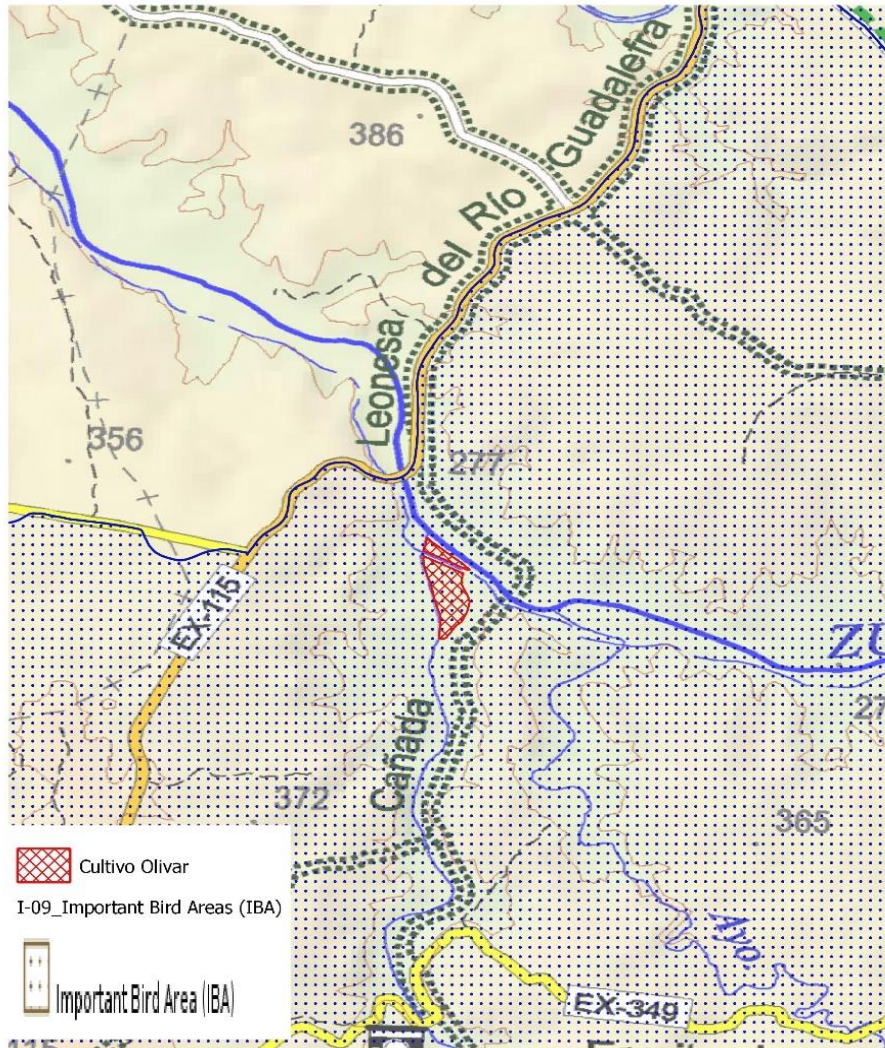 386
Leonesa del Río Guadalefra
356
277
EX-115
ZU
27
Cañada
372
365
Ayo.
EX-349
Cultivo Olivar
I-09_Important Bird Areas (IBA)
Important Bird Area (IBA)